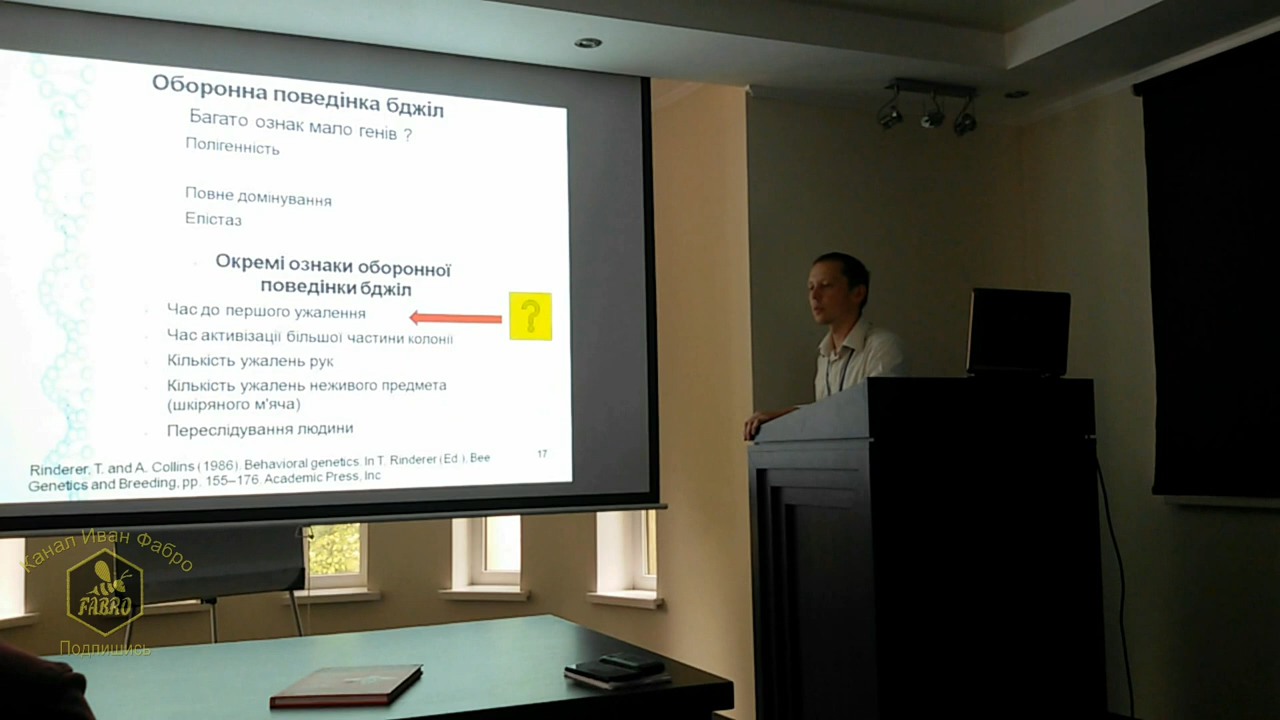 Оборонна поведінка бджіл
Багато ознак мало генів ?
Полігенність
Повне домінування
Епістаз
Окремі ознаки оборонної
поведінки бджіл
Час до першого ужалення
?
Час активізації більшої частини колонії
Кількість ужалень рук
Кількість ужалень неживого предмета
(шкіряного м'яча)
Переслідування людини
Rinderer, T. and A. Collins (1986). Behavioral genetics. In T. Rinderer (Ed.), Bee
Genetics and Breeding, pp. 155–176. Academic Press, Inc
17
Канал Иван Фабро
FABRO
Подпишись